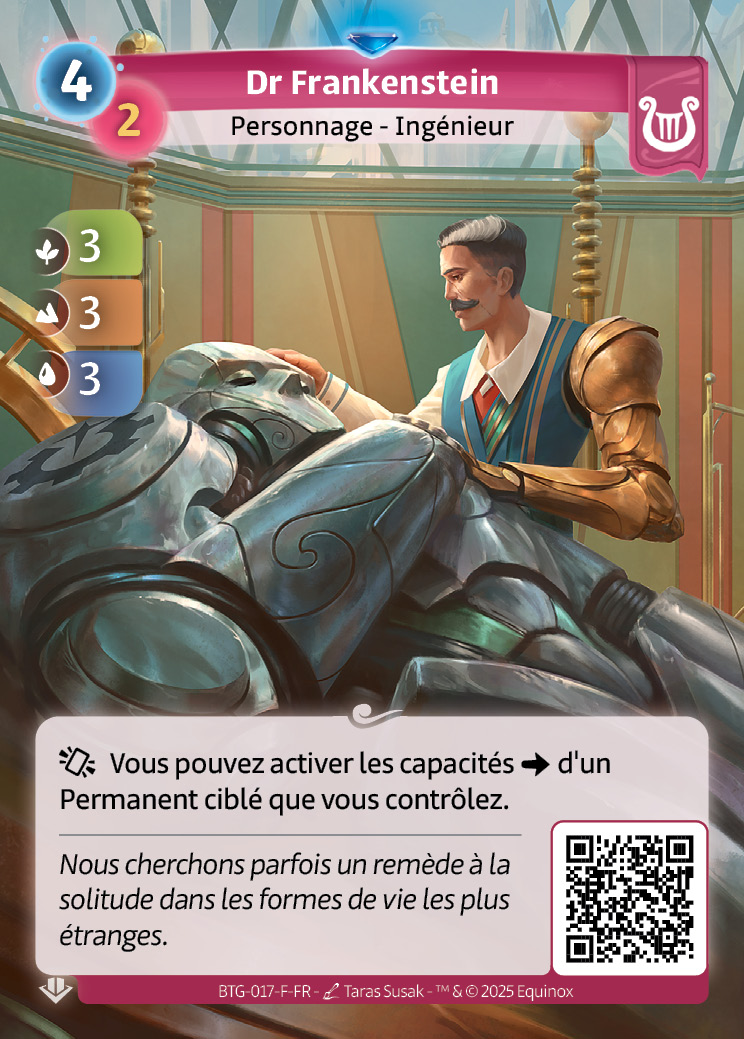 4
Dr Frankenstein
2
Personnage - Ingénieur
3
3
3
Vous pouvez activer les capacités ➡ d'un
Permanent ciblé que vous contrôlez.
Nous cherchons parfois un remède à la
solitude dans les formes de vie les plus
étranges.
BTG-017-F-FR - Taras Susak - ™ & © 2025 Equinox